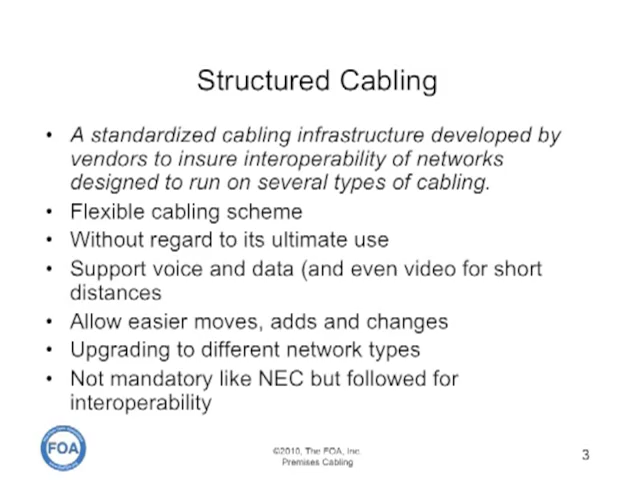 Structured Cabling
• A standardized cabling infrastructure developed by
vendors to insure interoperability of networks
designed to run on several types of cabling.
• Flexible cabling scheme
• Without regard to its ultimate use
• Support voice and data (and even video for short
distances
• Allow easier moves, adds and changes
• Upgrading to different network types
• Not mandatory like NEC but followed for
interoperability
FOA
©2010, The FOA, Inc.
Premises Cabling
3